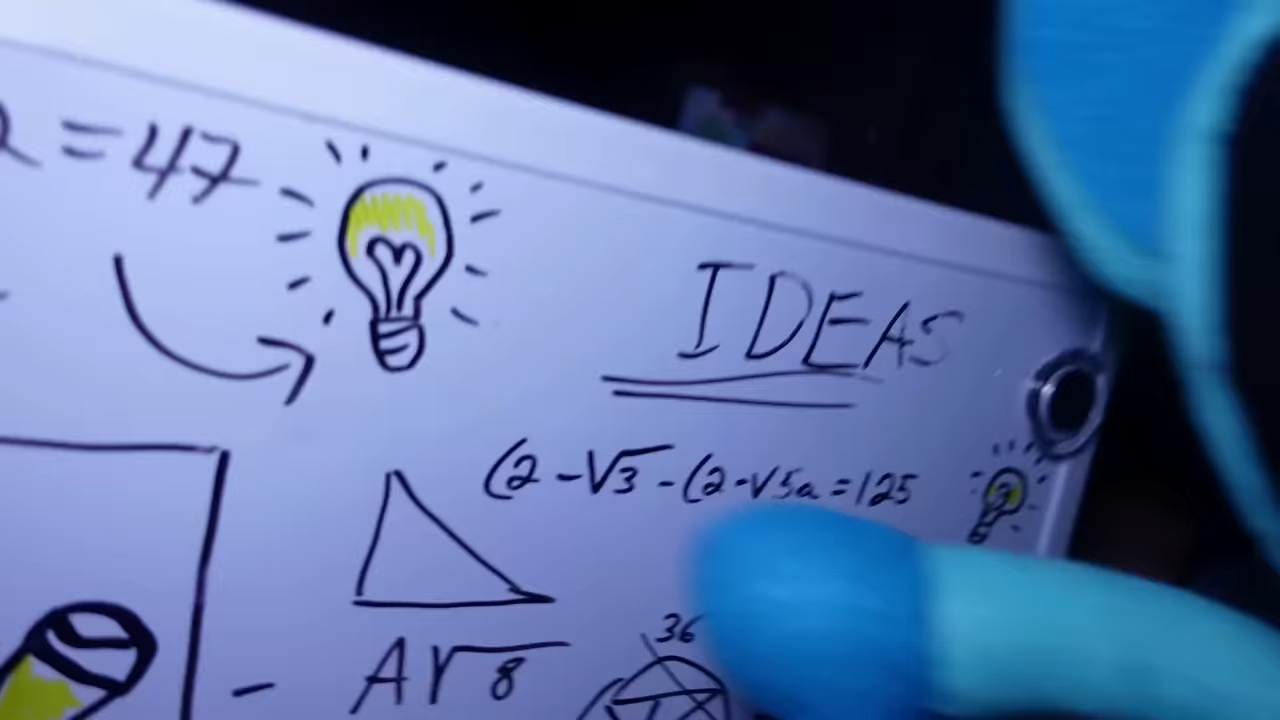 = 47
IDEAS
(2 - √3 - (2 - √5a = 125
A√8
36